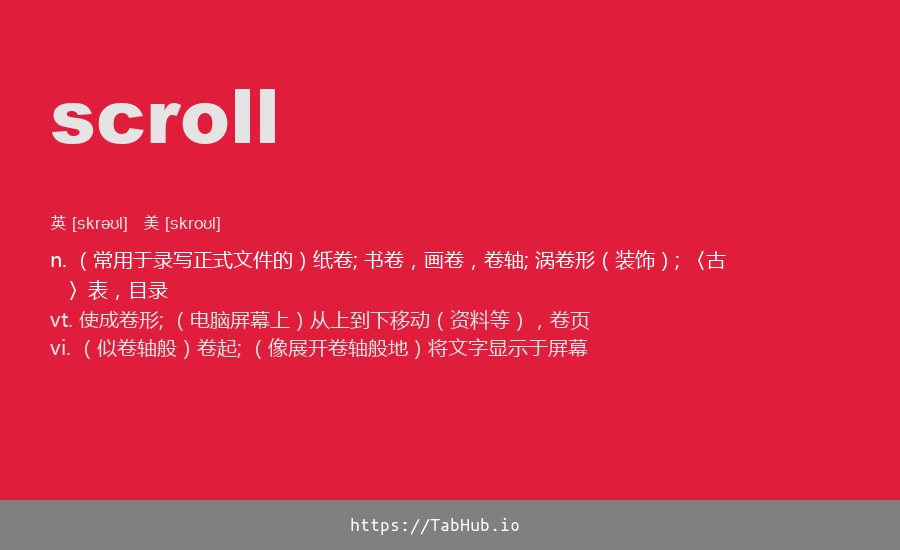 scroll
英 [skrəʊl] 美 [skroʊl]
n. （常用于录写正式文件的）纸卷; 书卷，画卷，卷轴; 涡卷形（装饰）; 〈古
〉表，目录
vt. 使成卷形; （电脑屏幕上）从上到下移动（资料等），卷页
vi. （似卷轴般）卷起; （像展开卷轴般地）将文字显示于屏幕
https://TabHub.io